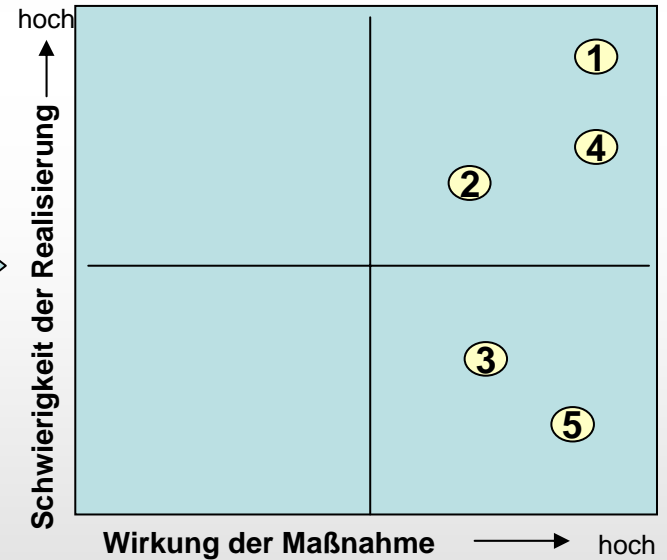 hoch
Schwierigkeit der Realisierung
1
4
2
3
5
Wirkung der Maßnahme
hoch